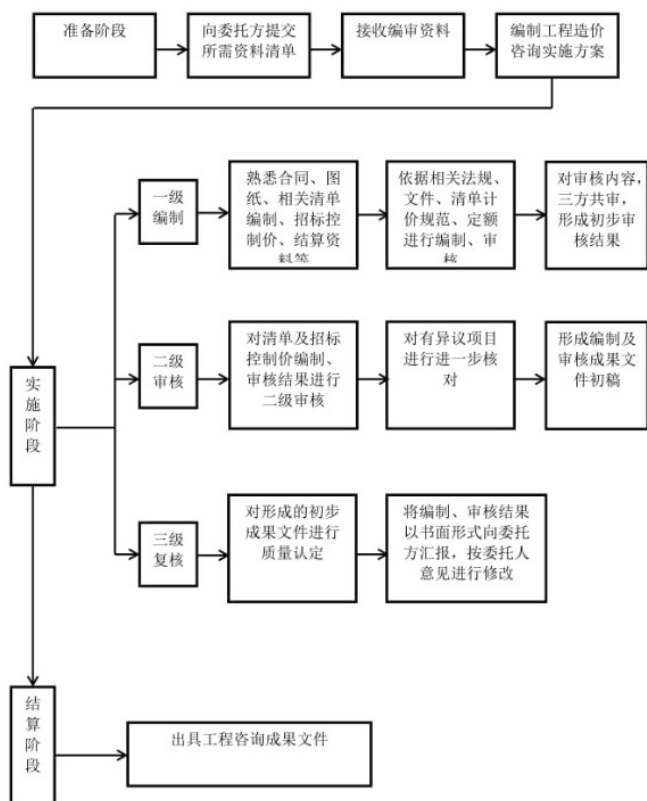 准备阶段
向委托方提交
所需资料清单
接收编审资料
编制工程造价
咨询实施方案
一级
编制
熟悉合同、图
纸、相关清单
编制、招标控
制价、结算资
料等
依据相关法规、
文件、清单计
价规范、定额
进行编制、审
核
对审核内容，
三方共审，
形成初步审
核结果
实
施
阶
段
二级
审核
对清单及招标
控制价编制、
审核结果进行
二级审核
对有异议项目
进行进一步核
对
形成编制及
审核成果文
件初稿
三级
复核
对形成的初步
成果文件进行
质量认定
将编制、审核结果
以书面形式向委托
方汇报，按委托人
意见进行修改
结
算
阶
段
出具工程咨询成果文件